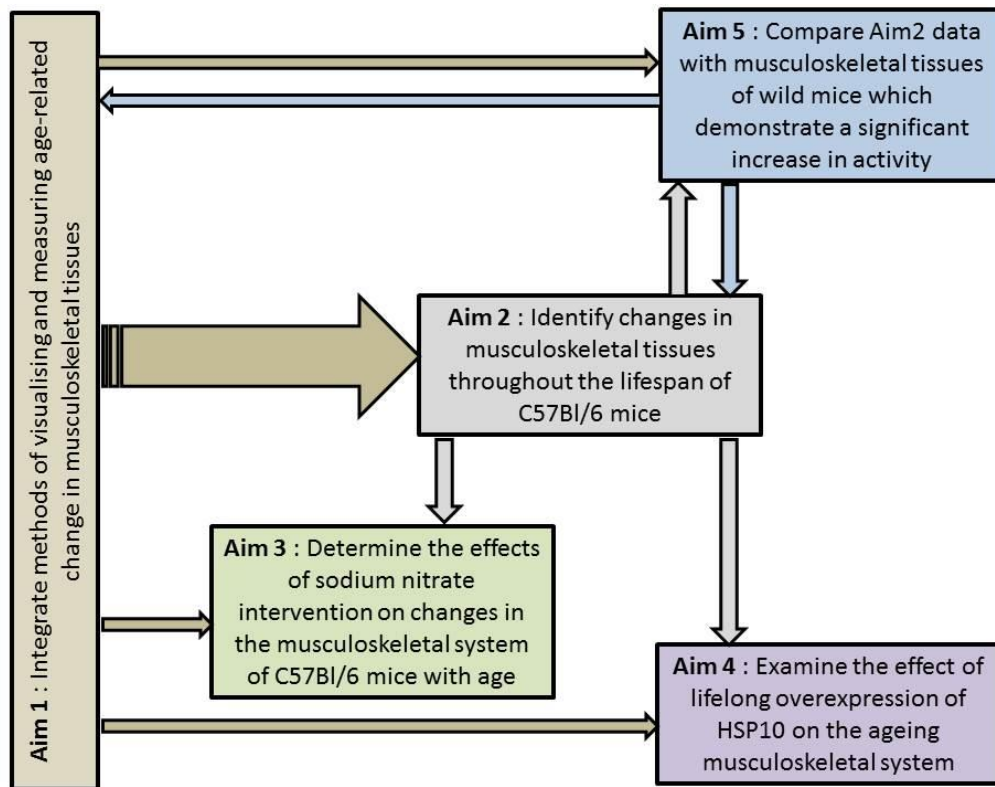 Aim 1 : Integrate methods of visualising and measuring age-related
change in musculoskeletal tissues
Aim 5 : Compare Aim2 data
with musculoskeletal tissues
of wild mice which
demonstrate a significant
increase in activity
Aim 2 : Identify changes in
musculoskeletal tissues
throughout the lifespan of
C57Bl/6 mice
Aim 3 : Determine the effects
of sodium nitrate
intervention on changes in
the musculoskeletal system
of C57Bl/6 mice with age
Aim 4 : Examine the effect of
lifelong overexpression of
HSP10 on the ageing
musculoskeletal system